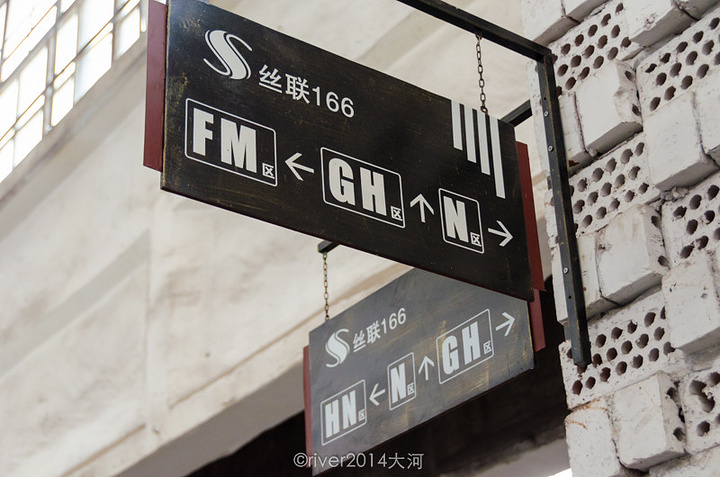 丝联166
FM区 ← GH区 ↑ N区 →
丝联166
HN区 ← N区 ↑ GH区 →
©river2014大河